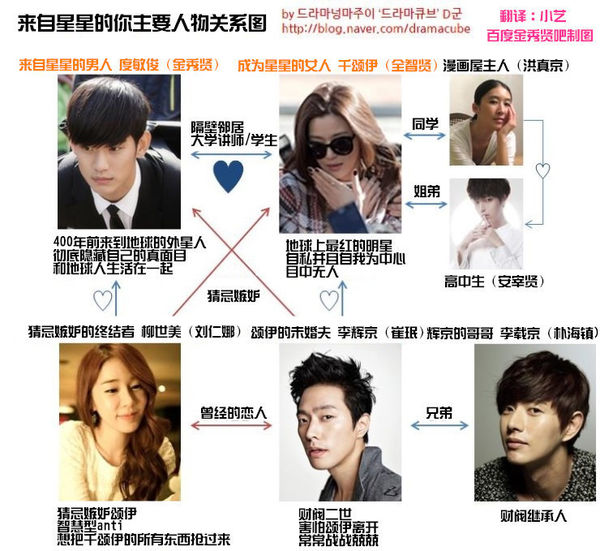 来自星星的你主要人物关系图
by 드라마넝마주이 '드라마큐브' D군
http://blog.naver.com/dramacube
翻译：小艺
百度金秀贤吧制图
来自星星的男人 度敏俊（金秀贤）
成为星星的女人 千颂伊（全智贤）
漫画屋主人（洪真京）
隔壁邻居
大学讲师/学生
同学
姐弟
400年前来到地球的外星人
彻底隐藏自己的真面目
和地球人生活在一起
地球上最红的明星
自私并且自我为中心
目中无人
高中生（安宰贤）
猜忌嫉妒
猜忌嫉妒的终结者 柳世美（刘仁娜）
颂伊的未婚夫 李辉京（崔珉）
辉京的哥哥 李载京（朴海镇）
曾经的恋人
兄弟
猜忌嫉妒颂伊
智慧型anti
想把千颂伊的所有东西抢过来
财阀二世
害怕颂伊离开
常常战战兢兢
财阀继承人